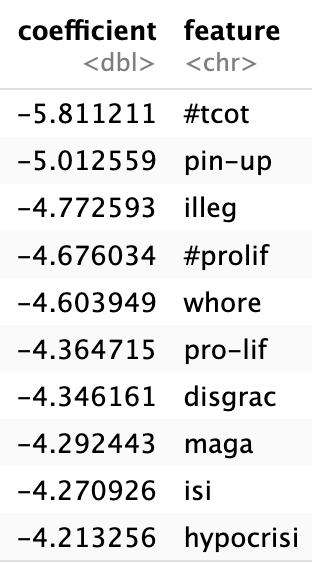 coefficient feature
<dbl> <chr>
-5.811211 #tcot
-5.012559 pin-up
-4.772593 illeg
-4.676034 #prolif
-4.603949 whore
-4.364715 pro-lif
-4.346161 disgrac
-4.292443 maga
-4.270926 isi
-4.213256 hypocrisi